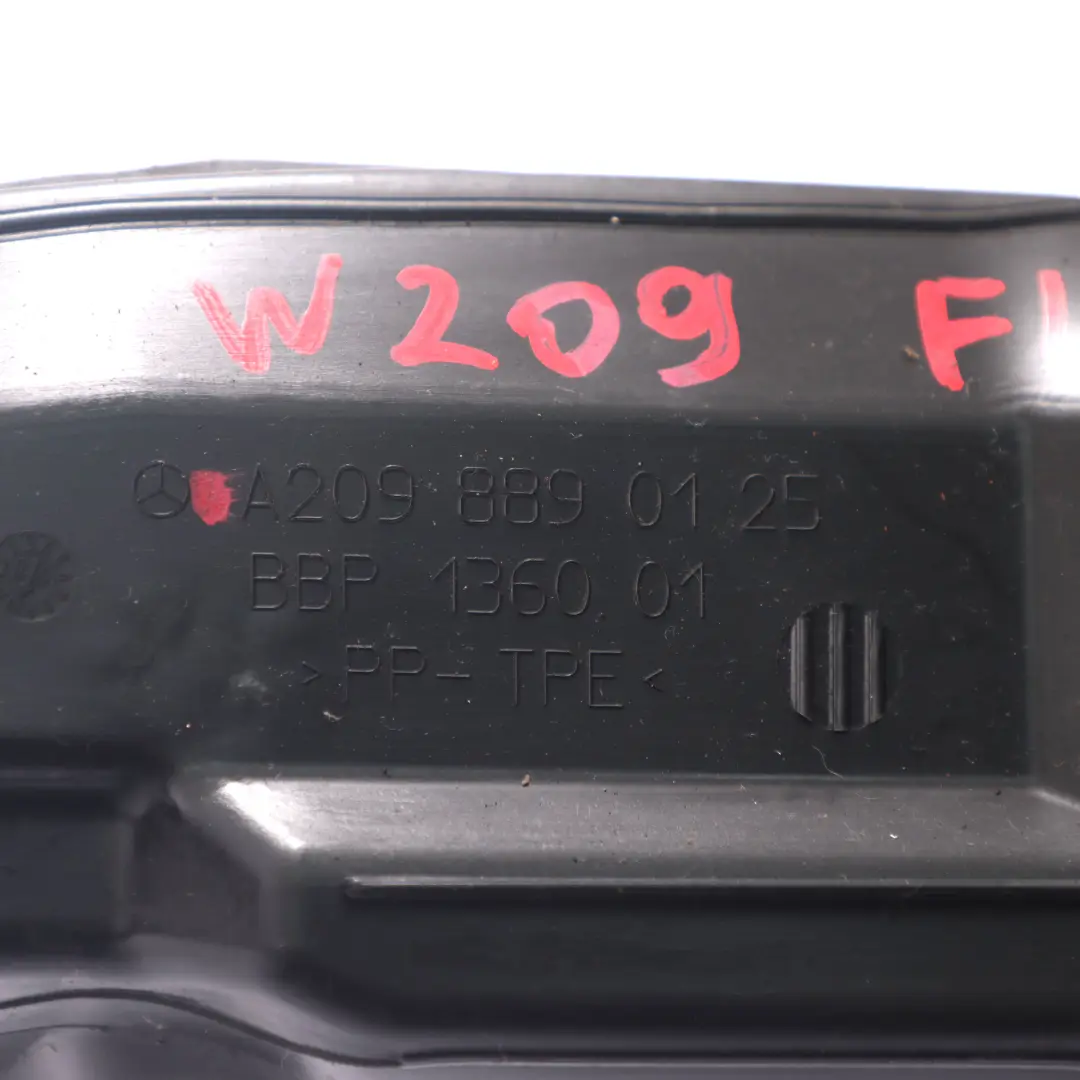 W209 F
A209 889 01 25
BBP 1360 01
>PP-TPE<